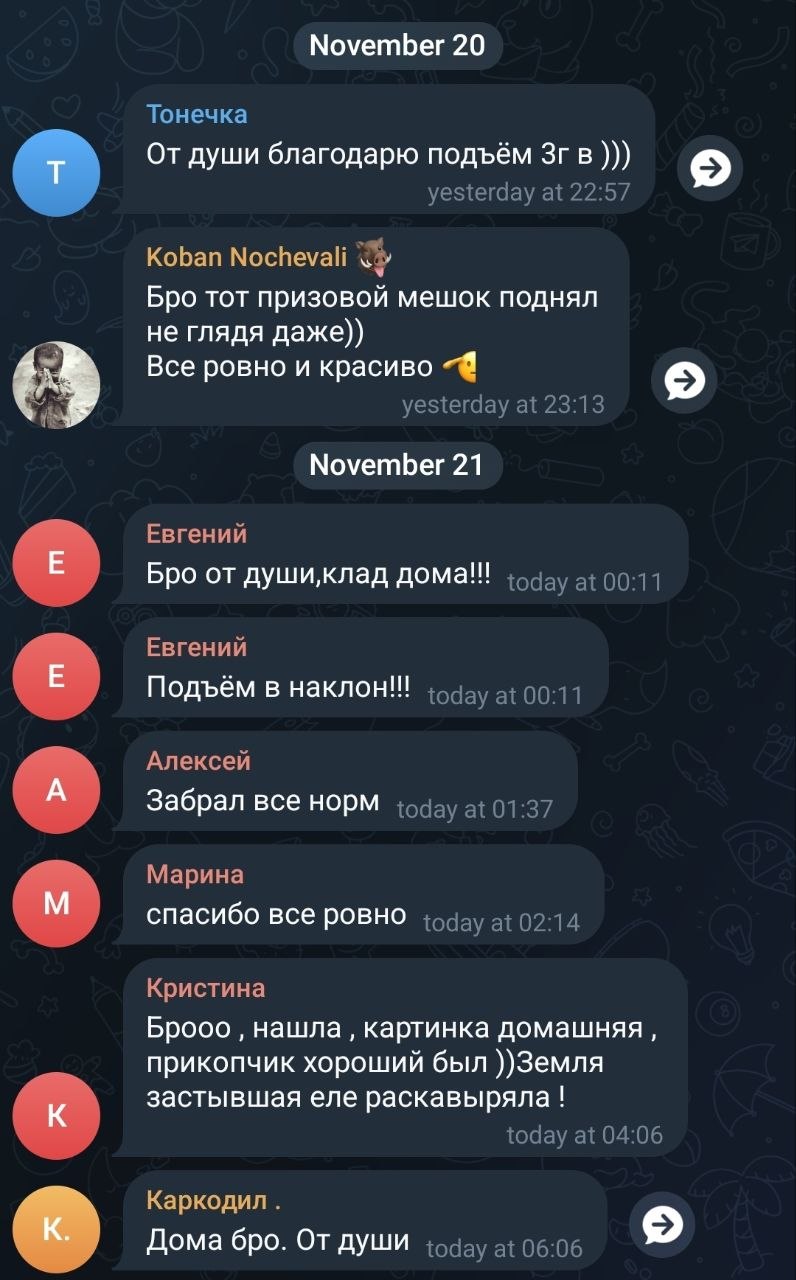 November 20
Тонечка
От души благодарю подъём 3г в )))
yesterday at 22:57
T
Koban Nochevali 🐗
Бро тот призовой мешок поднял
не глядя даже))
Все ровно и красиво 🫡
yesterday at 23:13
November 21
Евгений
Бро от души,клад дома!!!
today at 00:11
Е
Евгений
Подъём в наклон!!!
today at 00:11
Е
Алексей
Забрал все норм
today at 01:37
А
Марина
спасибо все ровно
today at 02:14
М
Кристина
Брооо , нашла , картинка домашняя ,
прикопчик хороший был ))Земля
застывшая еле раскавыряла !
today at 04:06
К
Каркодил .
Дома бро. От души
today at 06:06
К.